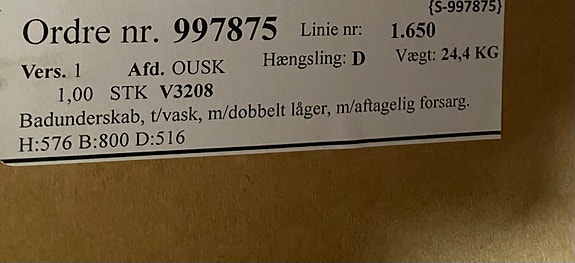 {S-997875}
Ordre nr. 997875 Linie nr: 1.650
Vers. 1 Afd. OUSK Hængsling: D Vægt: 24,4 KG
1,00 STK V3208
Badunderskab, t/vask, m/dobbelt låger, m/aftagelig forsarg.
H:576 B:800 D:516